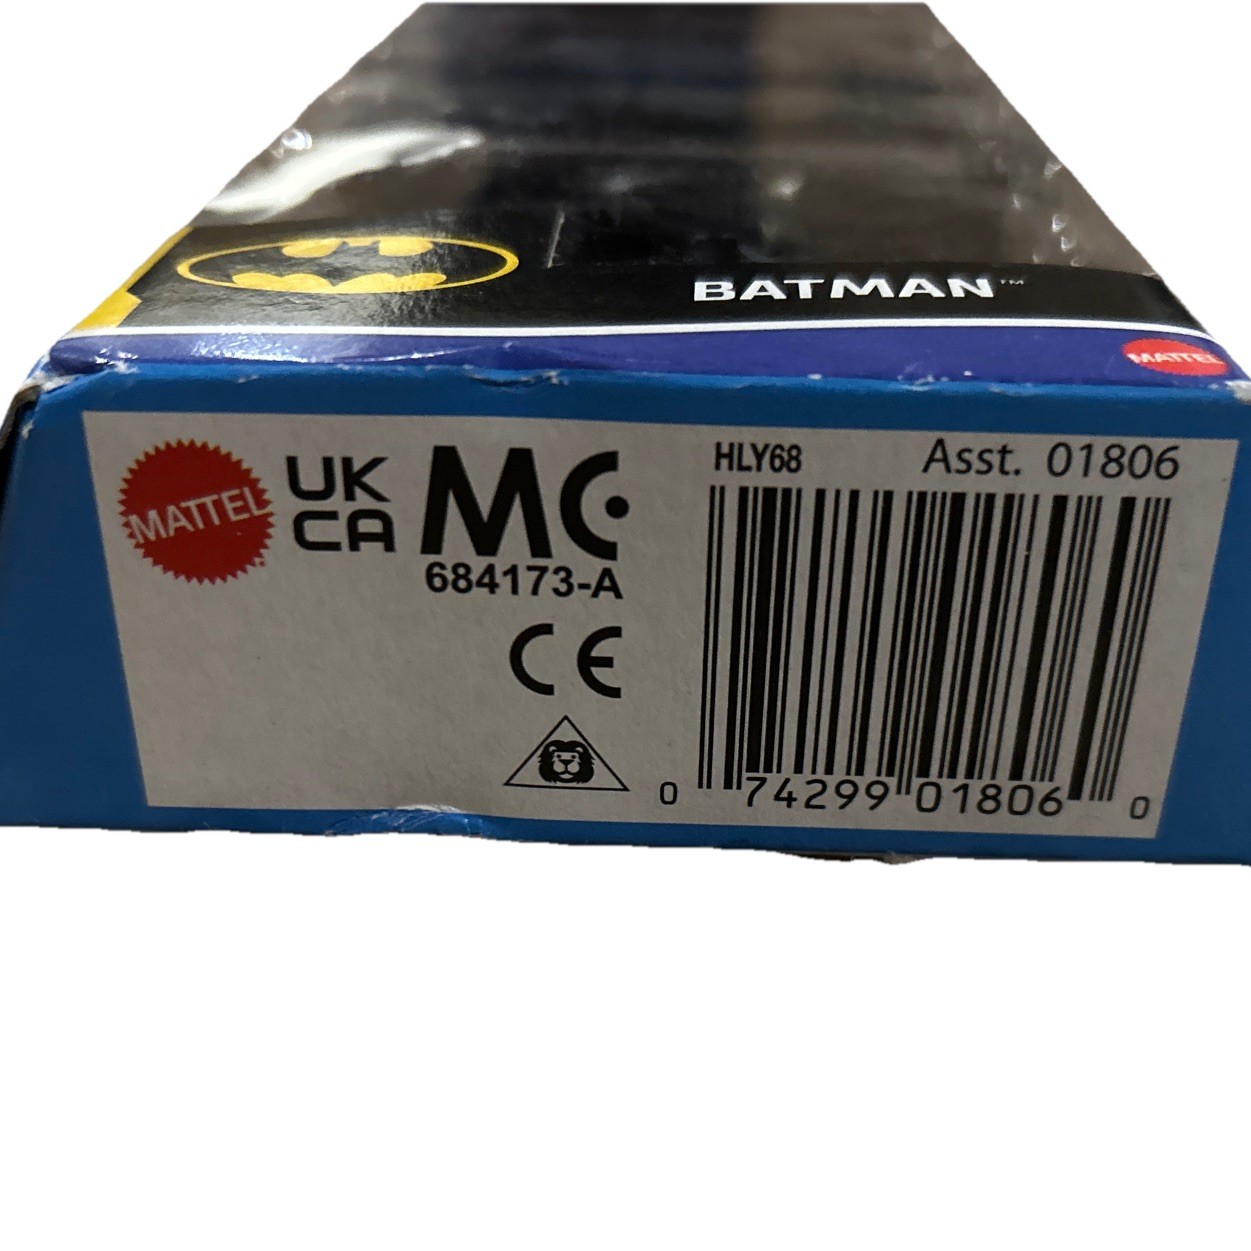 BATMAN™
MATTEL
MATTEL
UK
CA
MC
684173-A
CE
HLY68
Asst. 01806
0 74299 01806 0